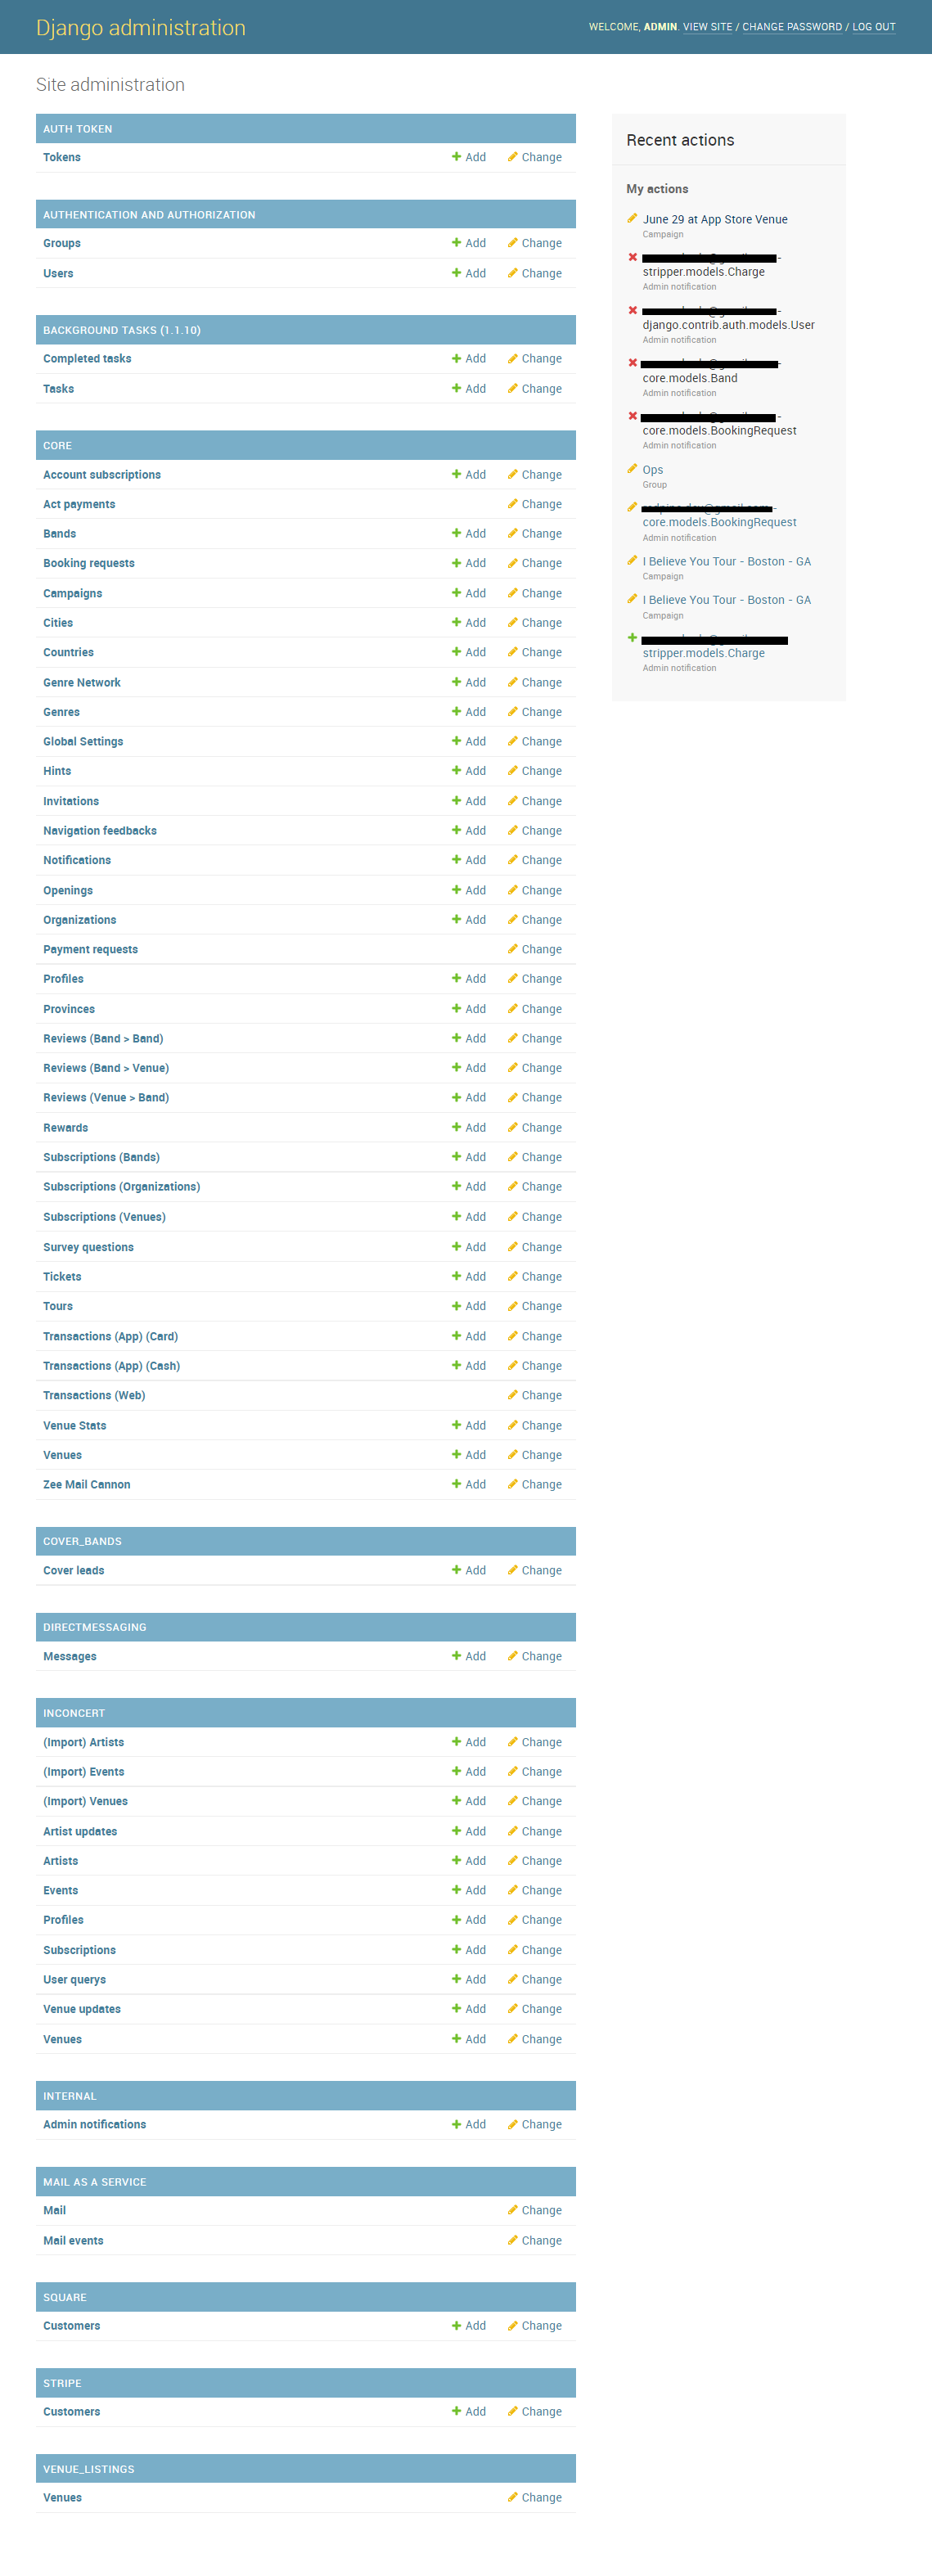 Django administration
WELCOME, ADMIN. VIEW SITE / CHANGE PASSWORD / LOG OUT
Site administration
AUTH TOKEN
Tokens Add Change
AUTHENTICATION AND AUTHORIZATION
Groups Add Change
Users Add Change
BACKGROUND TASKS (1.1.10)
Completed tasks Add Change
Tasks Add Change
CORE
Account subscriptions Add Change
Act payments Change
Bands Add Change
Booking requests Add Change
Campaigns Add Change
Cities Add Change
Countries Add Change
Genre Network Add Change
Genres Add Change
Global Settings Add Change
Hints Add Change
Invitations Add Change
Navigation feedbacks Add Change
Notifications Add Change
Openings Add Change
Organizations Add Change
Payment requests Change
Profiles Add Change
Provinces Add Change
Reviews (Band > Band) Add Change
Reviews (Band > Venue) Add Change
Reviews (Venue > Band) Add Change
Rewards Add Change
Subscriptions (Bands) Add Change
Subscriptions (Organizations) Add Change
Subscriptions (Venues) Add Change
Survey questions Add Change
Tickets Add Change
Tours Add Change
Transactions (App) (Card) Add Change
Transactions (App) (Cash) Add Change
Transactions (Web) Change
Venue Stats Add Change
Venues Add Change
Zee Mail Cannon Add Change
COVER_BANDS
Cover leads Add Change
DIRECTMESSAGING
Messages Add Change
INCONCERT
(Import) Artists Add Change
(Import) Events Add Change
(Import) Venues Add Change
Artist updates Add Change
Artists Add Change
Events Add Change
Profiles Add Change
Subscriptions Add Change
User querys Add Change
Venue updates Add Change
Venues Add Change
INTERNAL
Admin notifications Add Change
MAIL AS A SERVICE
Mail Change
Mail events Change
SQUARE
Customers Add Change
STRIPE
Customers Add Change
VENUE_LISTINGS
Venues Change
Recent actions
My actions
June 29 at App Store Venue
Campaign
-
stripper.models.Charge
Admin notification
-
django.contrib.auth.models.User
Admin notification
-
core.models.Band
Admin notification
-
core.models.BookingRequest
Admin notification
Ops
Group
-
core.models.BookingRequest
Admin notification
I Believe You Tour - Boston - GA
Campaign
I Believe You Tour - Boston - GA
Campaign
stripper.models.Charge
Admin notification